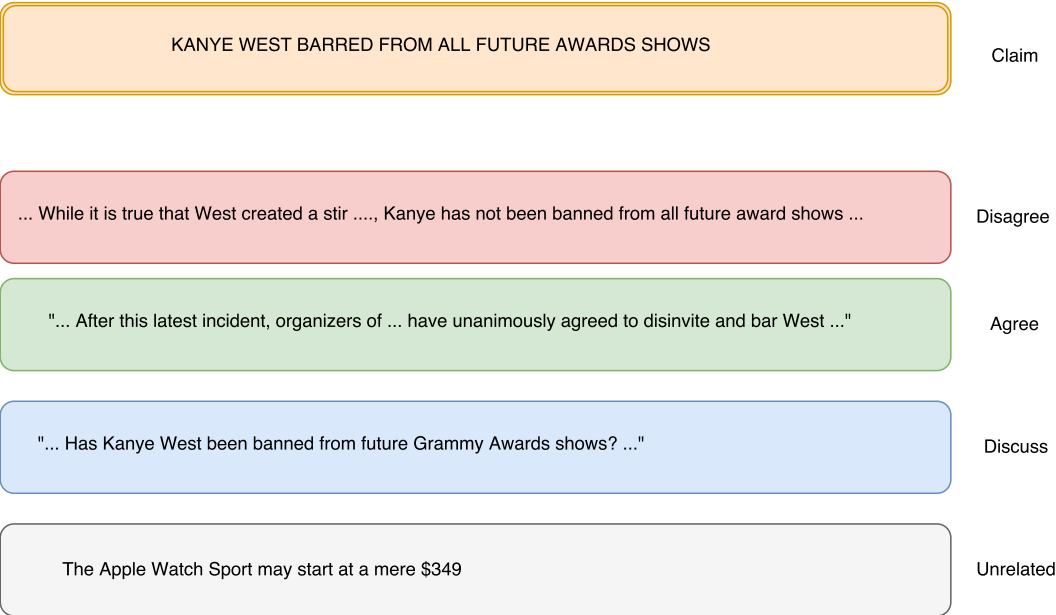 KANYE WEST BARRED FROM ALL FUTURE AWARDS SHOWS
Claim
... While it is true that West created a stir ...., Kanye has not been banned from all future award shows ...
Disagree
"... After this latest incident, organizers of ... have unanimously agreed to disinvite and bar West ..."
Agree
"... Has Kanye West been banned from future Grammy Awards shows? ..."
Discuss
The Apple Watch Sport may start at a mere $349
Unrelated